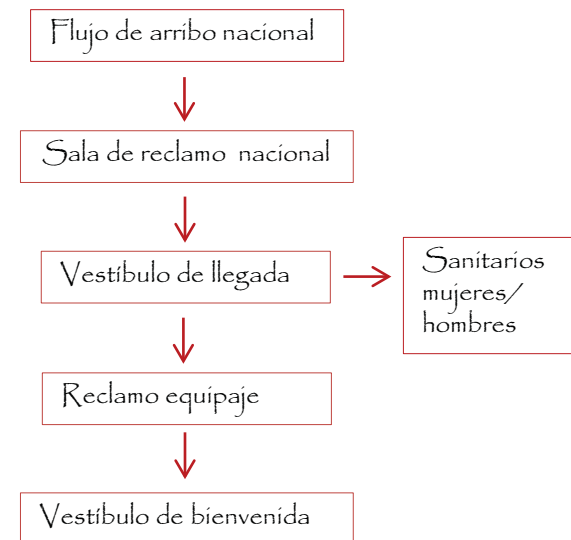 Flujo de arribo nacional
Sala de reclamo nacional
Vestíbulo de llegada
Sanitarios
mujeres/
hombres
Reclamo equipaje
Vestíbulo de bienvenida